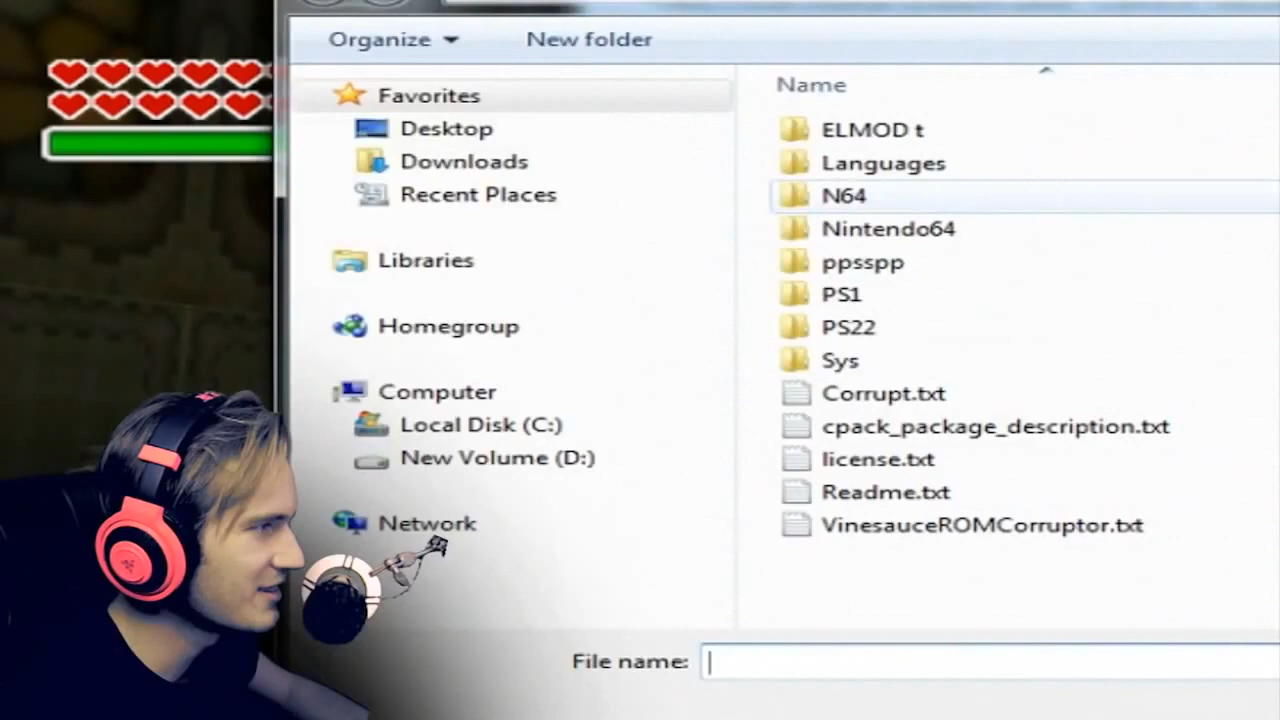 Organize
New folder
Favorites
Desktop
Downloads
Recent Places
Libraries
Homegroup
Computer
Local Disk (C:)
New Volume (D:)
Network
Name
ELMOD t
Languages
N64
Nintendo64
ppsspp
PS1
PS22
Sys
Corrupt.txt
cpack_package_description.txt
license.txt
Readme.txt
VinesauceROMCorruptor.txt
File name: